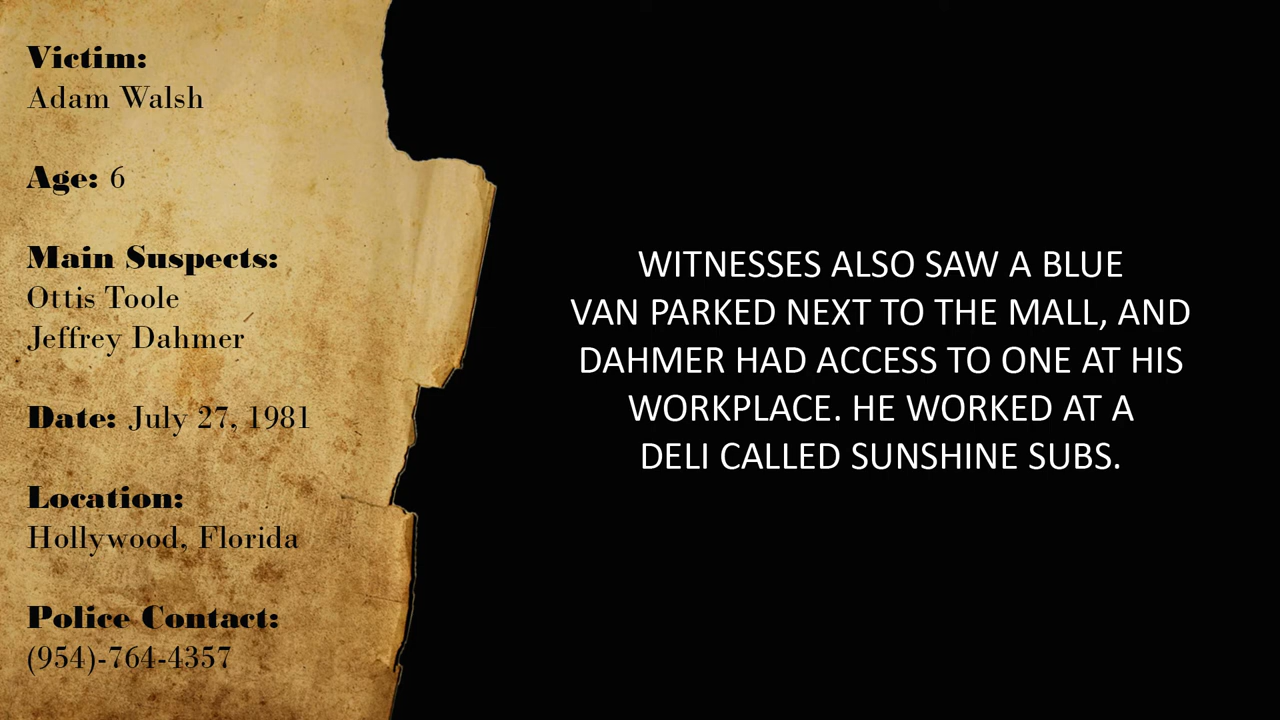 Victim:
Adam Walsh
Age: 6
Main Suspects:
Ottis Toole
Jeffrey Dahmer
Date: July 27, 1981
Location:
Hollywood, Florida
Police Contact:
(954)-764-4357
WITNESSES ALSO SAW A BLUE
VAN PARKED NEXT TO THE MALL, AND
DAHMER HAD ACCESS TO ONE AT HIS
WORKPLACE. HE WORKED AT A
DELI CALLED SUNSHINE SUBS.